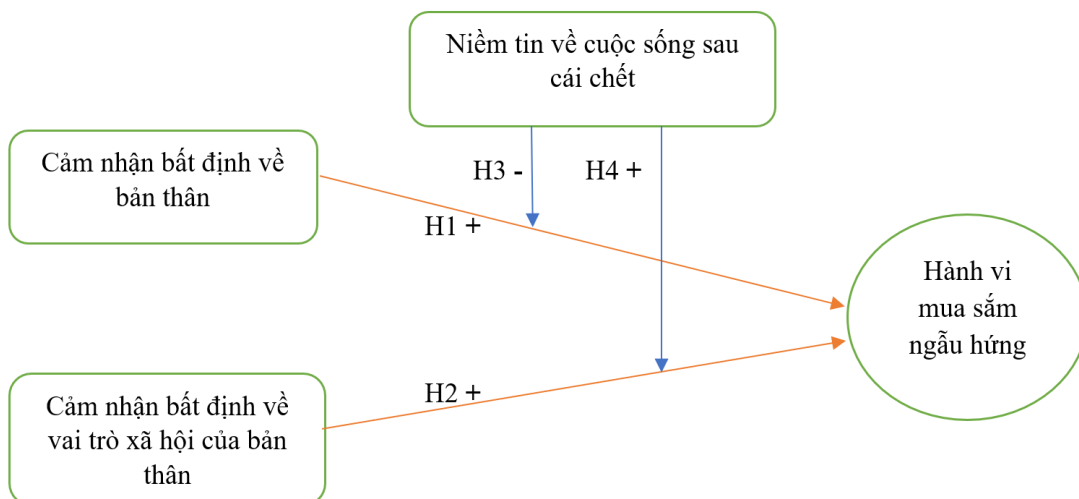 Niềm tin về cuộc sống sau
cái chết
Cảm nhận bất định về
bản thân
H3 -
H4 +
H1 +
Hành vi
mua sắm
ngẫu hứng
H2 +
Cảm nhận bất định về
vai trò xã hội của bản
thân